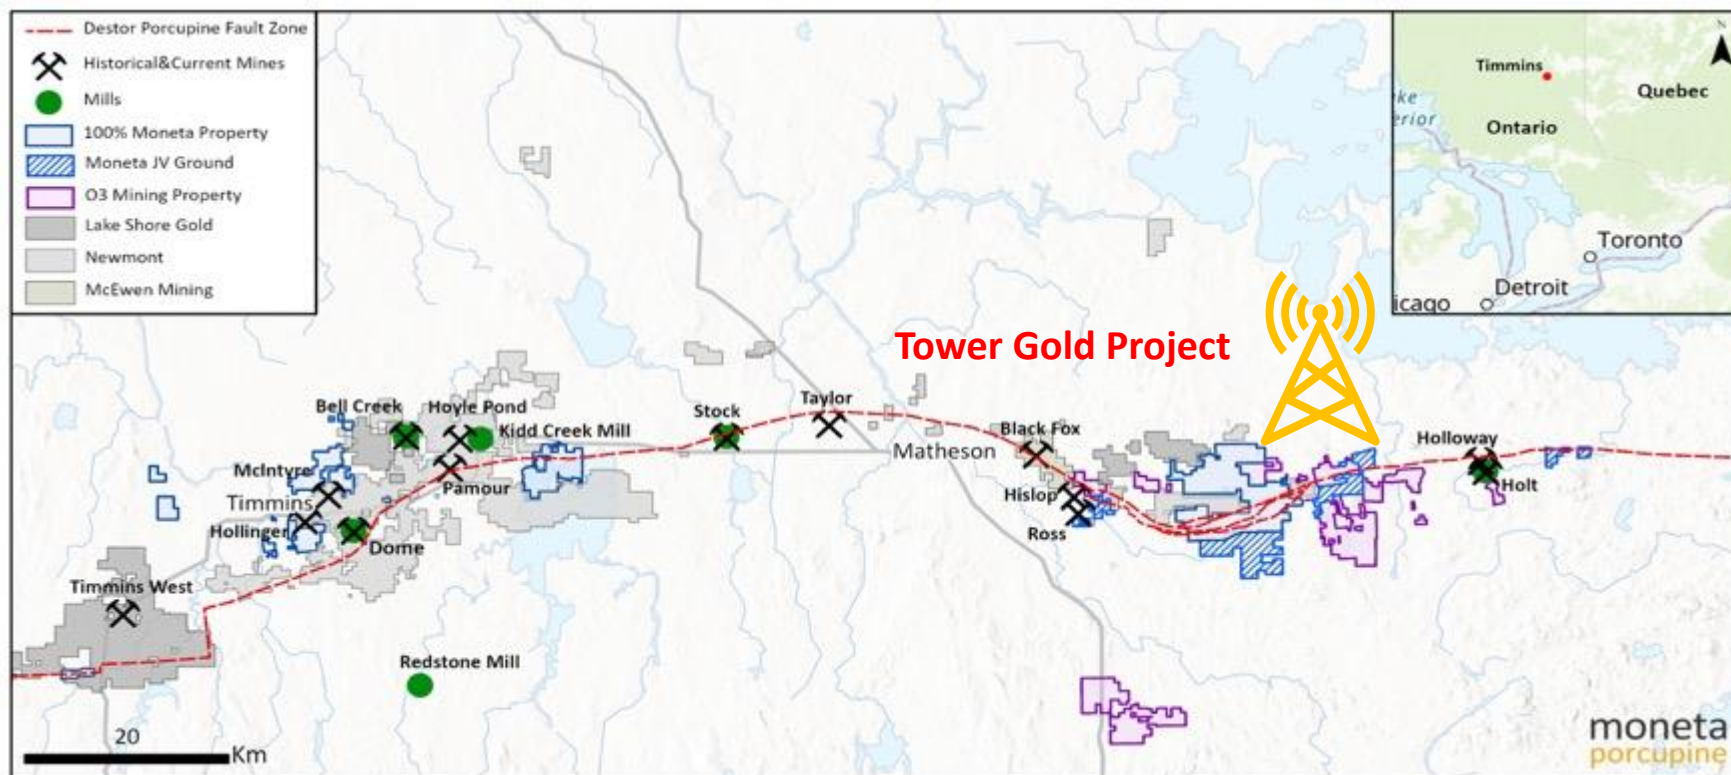 Destor Porcupine Fault Zone
Historical&Current Mines
Mills
100% Moneta Property
Moneta JV Ground
O3 Mining Property
Lake Shore Gold
Newmont
McEwen Mining
N
Timmins
Quebec
Ontario
ke
erior
Toronto
Detroit
icago
Tower Gold Project
Bell Creek
Hoyle Pond
Kidd Creek Mill
Stock
Taylor
Black Fox
Matheson
Holloway
Holt
McIntyre
Timmins
Pamour
Hollinger
Dome
Hislop
Ross
Timmins West
Redstone Mill
20
Km
moneta
porcupine